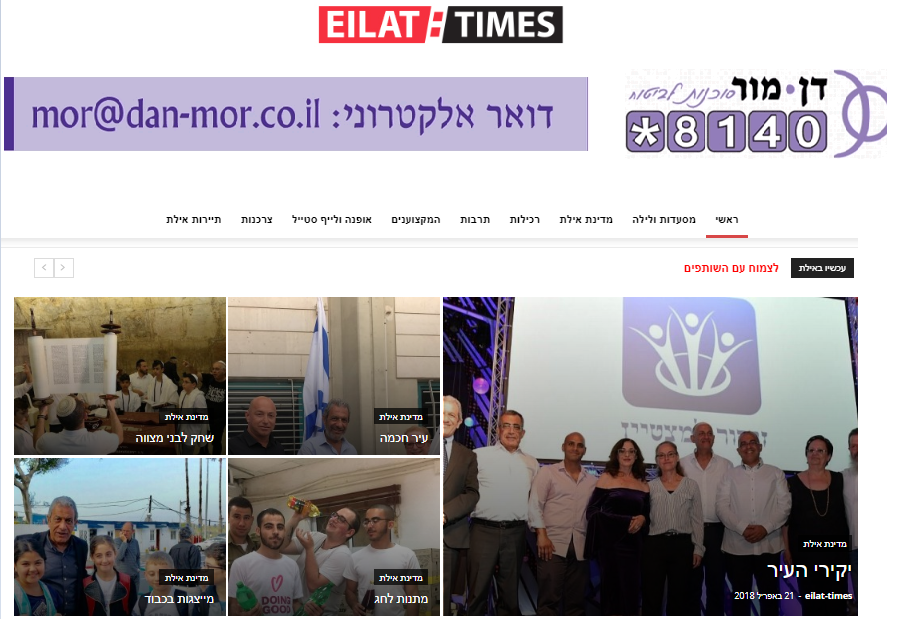 EILAT TIMES
דן·מור
סוכנות לביטוח
*8140
דואר אלקטרוני: mor@dan-mor.co.il
ראשי מסעדות ולילה מדינת אילת רכילות תרבות המקצוענים אופנה ולייף סטייל צרכנות תיירות אילת
עכשיו באילת לצמוח עם השותפים
מדינת אילת
יקירי העיר
eilat-times - 21 באפריל 2018
מדינת אילת
עיר חכמה
מדינת אילת
שחק לבני מצווה
מדינת אילת
מתנות לחג
DOING
GOOD
מדינת אילת
מייצגות בכבוד